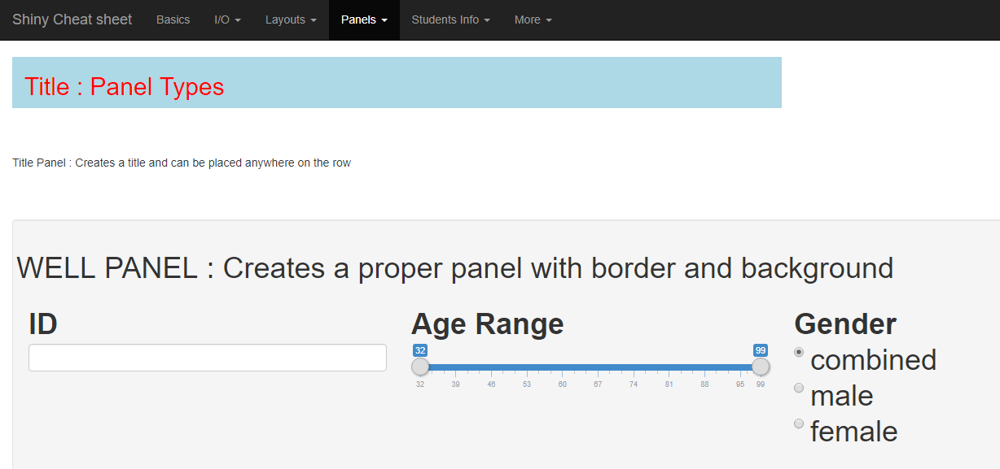 Shiny Cheat sheet Basics I/O Layouts Panels Students Info More
Title : Panel Types
Title Panel : Creates a title and can be placed anywhere on the row
WELL PANEL : Creates a proper panel with border and background
ID Age Range Gender
32 99
32 39 46 53 60 67 74 81 88 95 99
combined
male
female